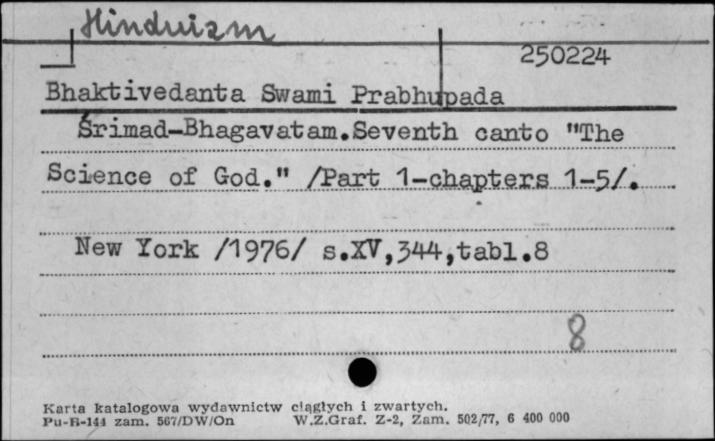 Hinduizm
250224
Bhaktivedanta Swami Prabhupada
Śrimad-Bhagavatam.Seventh canto "The
Science of God." /Part 1-chapters 1-5/.
New York /1976/ s.XV,344,tabl.8
8
Karta katalogowa wydawnictw ciągłych i zwartych.
Pu-B-144 zam. 567/DW/On W.Z.Graf. Z-2, Zam. 502/77, 6 400 000